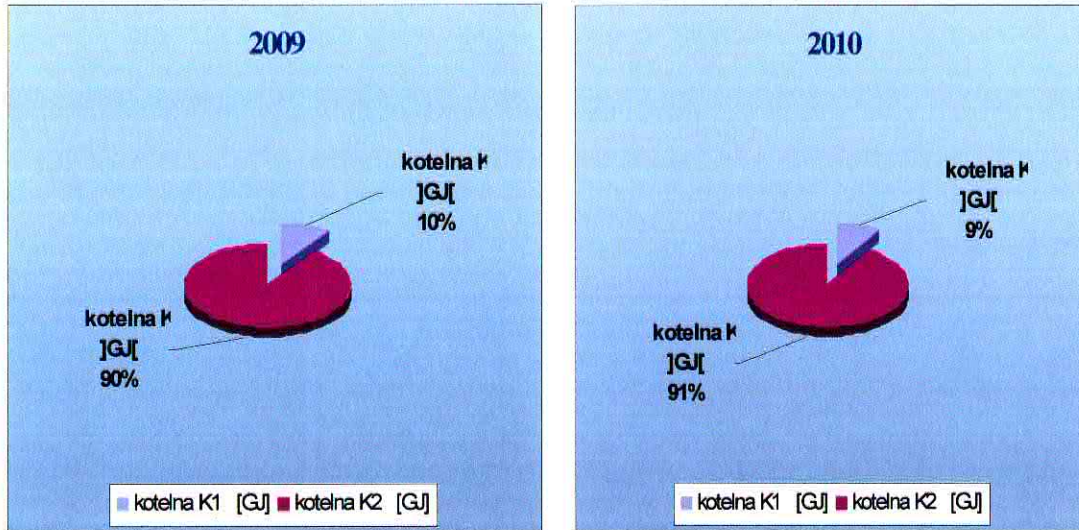 2009
kotelna K
]GJ[
10%
kotelna K
]GJ[
90%
kotelna K1 [GJ] kotelna K2 [GJ]
2010
kotelna K
]GJ[
9%
kotelna K
]GJ[
91%
kotelna K1 [GJ] kotelna K2 [GJ]